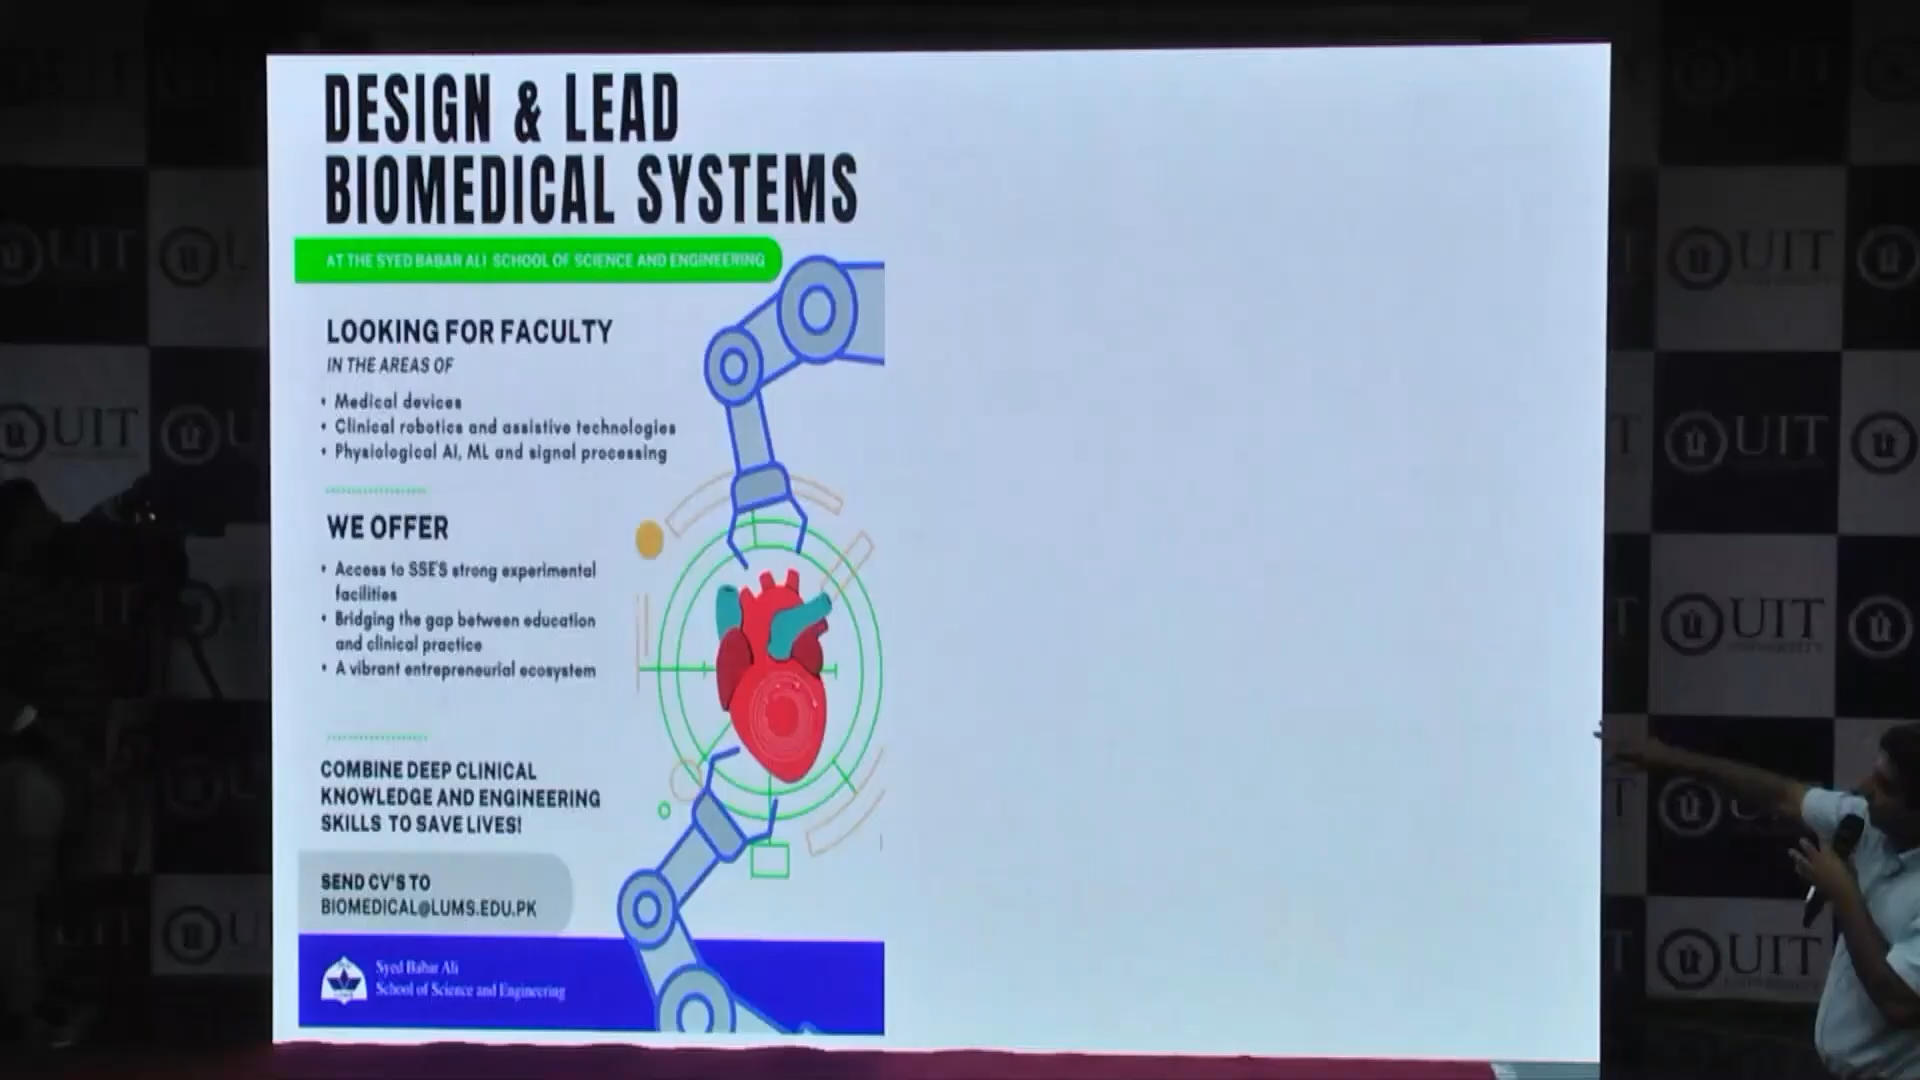 DESIGN & LEAD
BIOMEDICAL SYSTEMS
AT THE SYED BABAR ALI SCHOOL OF SCIENCE AND ENGINEERING
LOOKING FOR FACULTY
IN THE AREAS OF
• Medical devices
• Clinical robotics and assistive technologies
• Physiological AI, ML and signal processing
WE OFFER
• Access to SSE'S strong experimental
facilities
• Bridging the gap between education
and clinical practice
• A vibrant entrepreneurial ecosystem
COMBINE DEEP CLINICAL
KNOWLEDGE AND ENGINEERING
SKILLS TO SAVE LIVES!
SEND CV'S TO
BIOMEDICAL@LUMS.EDU.PK
Syed Babar Ali
School of Science and Engineering
UIT
UIT
UIT
UIT
UIT
UNIVERSITY
UIT